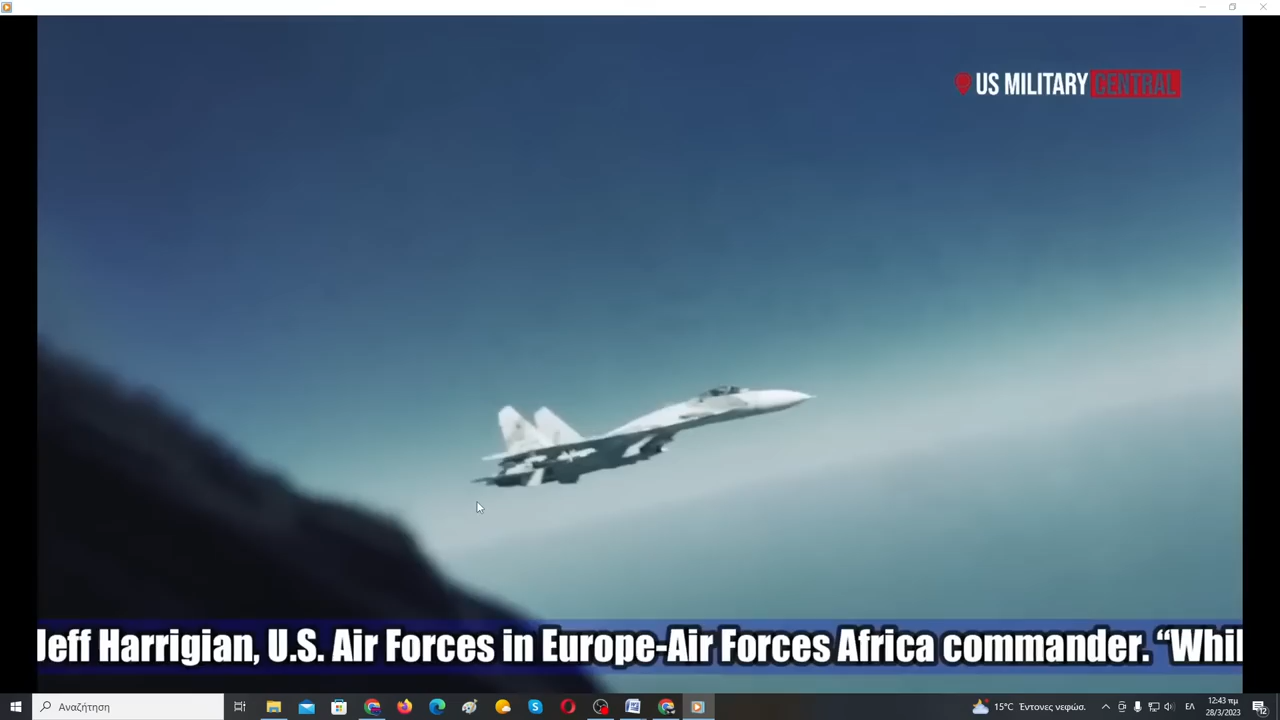 US MILITARY CENTRAL
Jeff Harrigian, U.S. Air Forces in Europe-Air Forces Africa commander. “Whil
Αναζήτηση
15°C Έντονες νεφώσ.
ΕΛ
12:43 πμ
28/3/2023
12